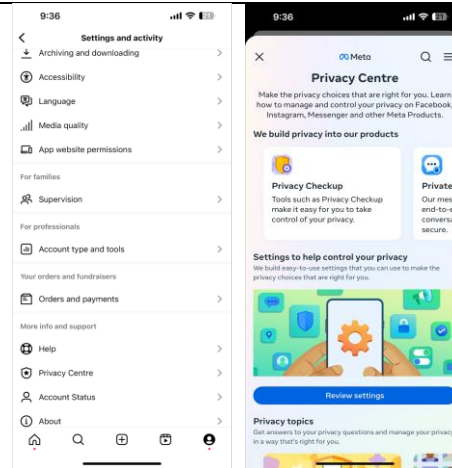 9:36
Settings and activity
Archiving and downloading
Accessibility
Language
Media quality
App website permissions
For families
Supervision
For professionals
Account type and tools
Your orders and fundraisers
Orders and payments
More info and support
Help
Privacy Centre
Account Status
About
9:36
Meta
Privacy Centre
Make the privacy choices that are right for you. Learn
how to manage and control your privacy on Facebook,
Instagram, Messenger and other Meta Products.
We build privacy into our products
Privacy Checkup
Tools such as Privacy Checkup
make it easy for you to take
control of your privacy.
Private
Our mes
end-to-e
conversa
secure.
Settings to help control your privacy
We build easy-to-use settings that you can use to make the
privacy choices that are right for you.
Review settings
Privacy topics
Get answers to your privacy questions and manage your privacy
in a way that's right for you.